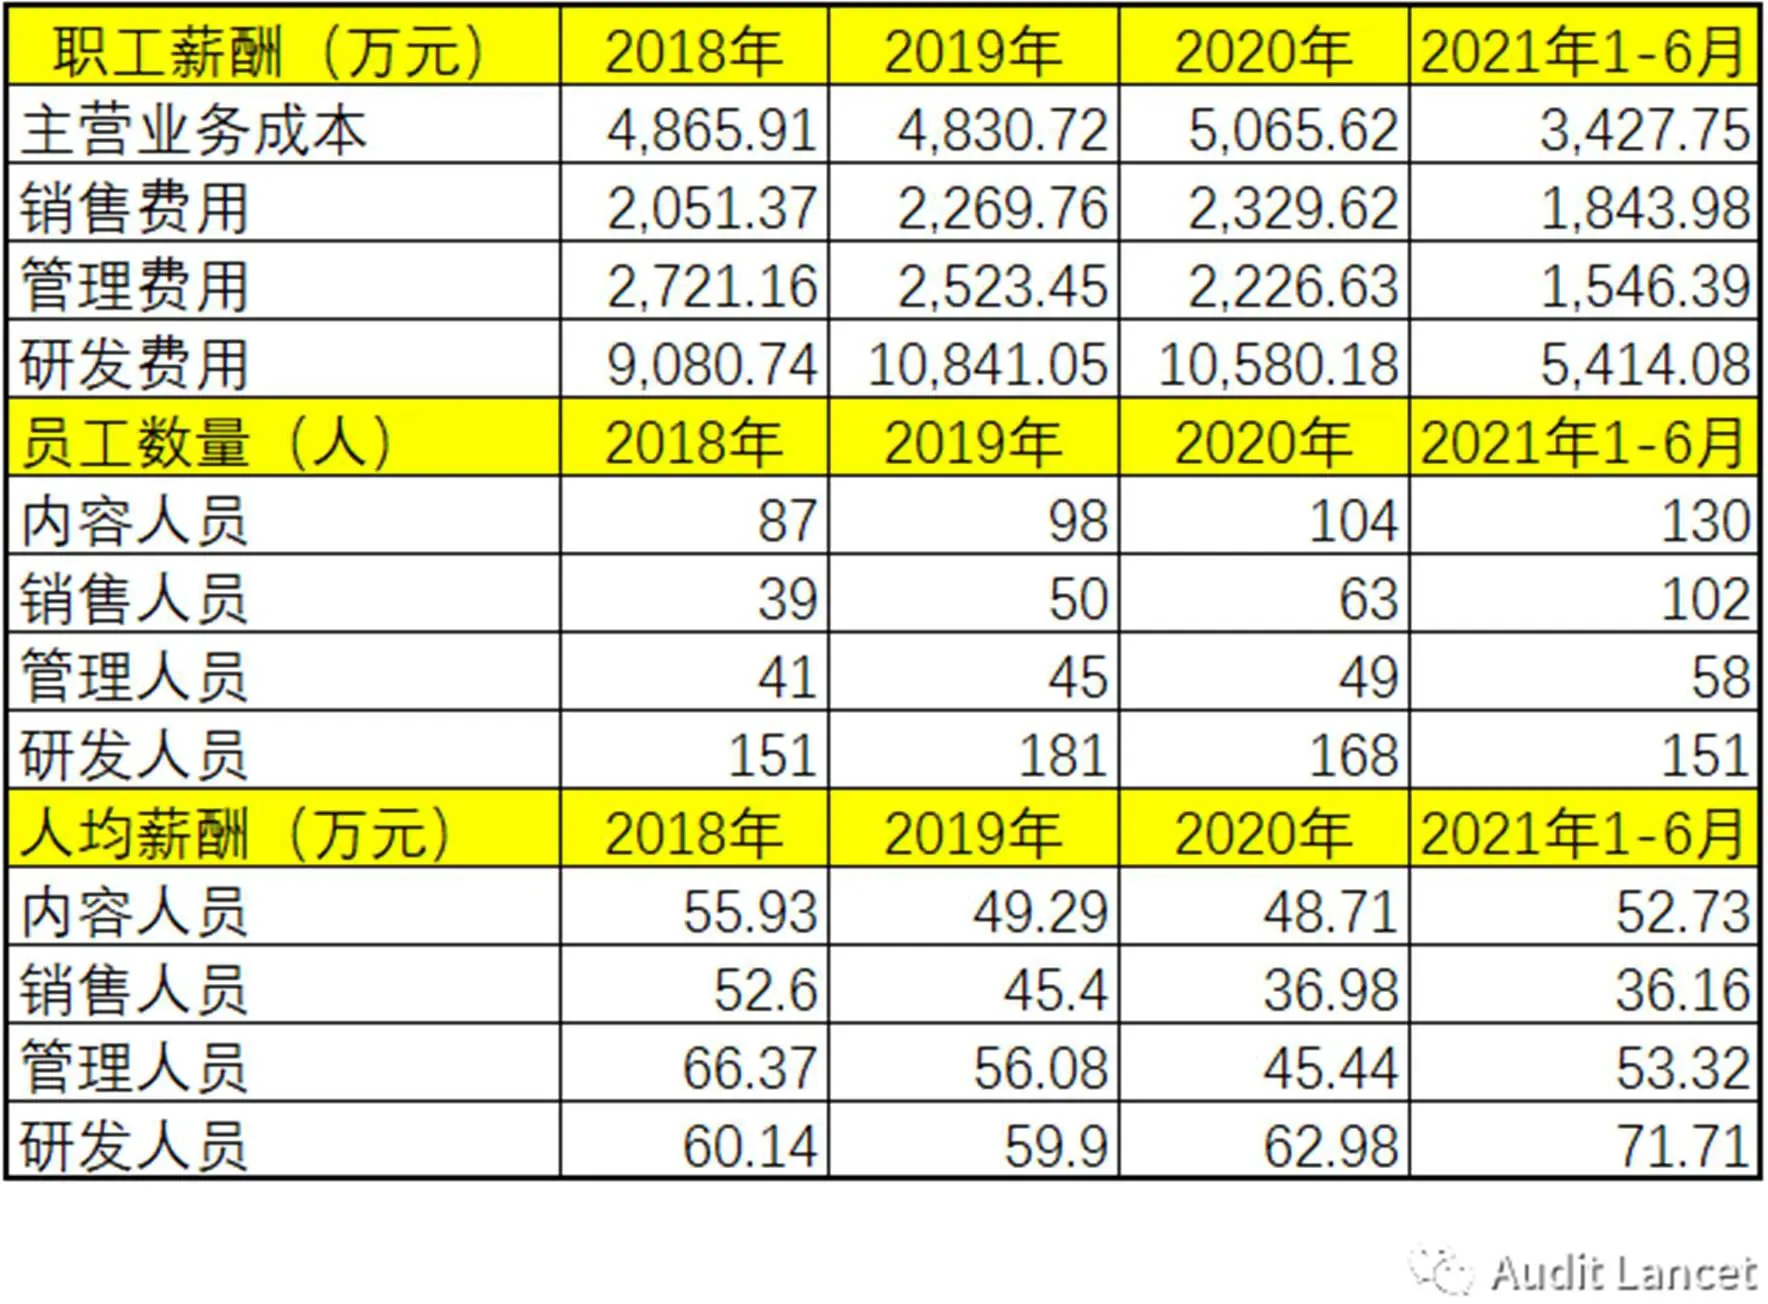 职工薪酬（万元） 2018年 2019年 2020年 2021年1-6月
主营业务成本 4,865.91 4,830.72 5,065.62 3,427.75
销售费用 2,051.37 2,269.76 2,329.62 1,843.98
管理费用 2,721.16 2,523.45 2,226.63 1,546.39
研发费用 9,080.74 10,841.05 10,580.18 5,414.08
员工数量（人） 2018年 2019年 2020年 2021年1-6月
内容人员 87 98 104 130
销售人员 39 50 63 102
管理人员 41 45 49 58
研发人员 151 181 168 151
人均薪酬（万元） 2018年 2019年 2020年 2021年1-6月
内容人员 55.93 49.29 48.71 52.73
销售人员 52.6 45.4 36.98 36.16
管理人员 66.37 56.08 45.44 53.32
研发人员 60.14 59.9 62.98 71.71
Audit Lancet